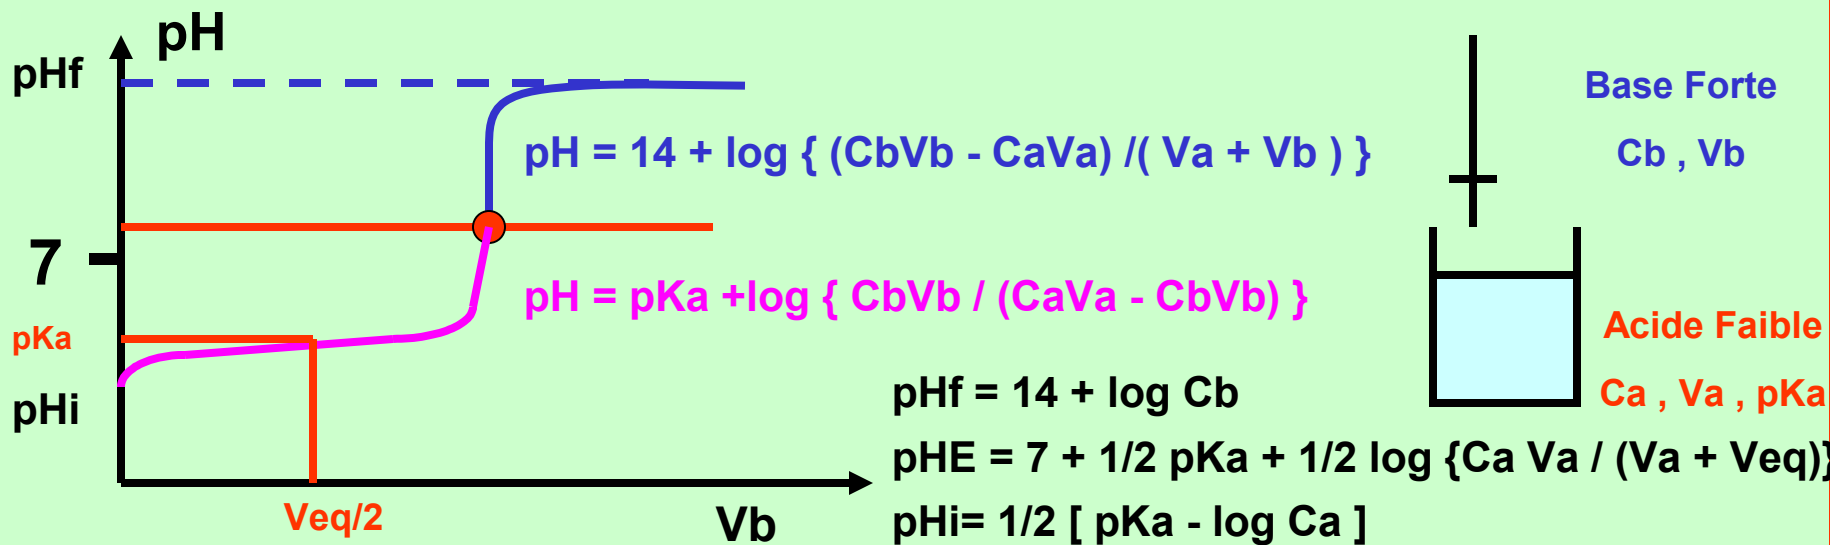 pH
pHf
Base Forte
pH = 14 + log { (CbVb - CaVa) /( Va + Vb ) }
Cb , Vb
7
pH = pKa +log { CbVb / (CaVa - CbVb) }
pKa
Acide Faible
pHi
pHf = 14 + log Cb
Ca , Va , pKa
pHE = 7 + 1/2 pKa + 1/2 log {Ca Va / (Va + Veq)}
Veq/2
Vb
pHi= 1/2 [ pKa - log Ca ]